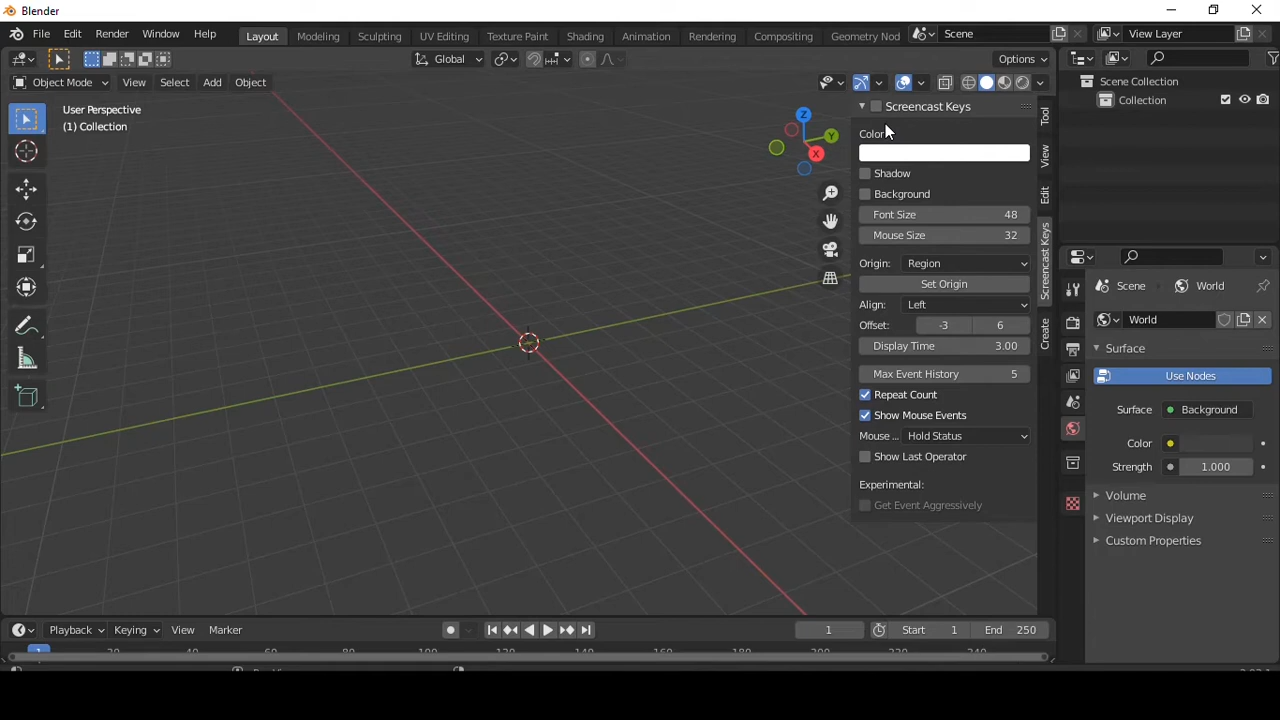 Blender
File Edit Render Window Help Layout Modeling Sculpting UV Editing Texture Paint Shading Animation Rendering Compositing Geometry Nod Scene View Layer
Global Options
Object Mode View Select Add Object
User Perspective
(1) Collection
Z
Y
X
Screencast Keys
Color
Shadow
Background
Font Size 48
Mouse Size 32
Origin: Region
Set Origin
Align: Left
Offset: -3 6
Display Time 3.00
Max Event History 5
Repeat Count
Show Mouse Events
Mouse ... Hold Status
Show Last Operator
Experimental:
Get Event Aggressively
Tool
View
Edit
Screencast Keys
Create
Scene Collection
Collection
Scene World
World
Surface
Use Nodes
Surface Background
Color
Strength 1.000
Volume
Viewport Display
Custom Properties
Playback Keying View Marker 1 Start 1 End 250